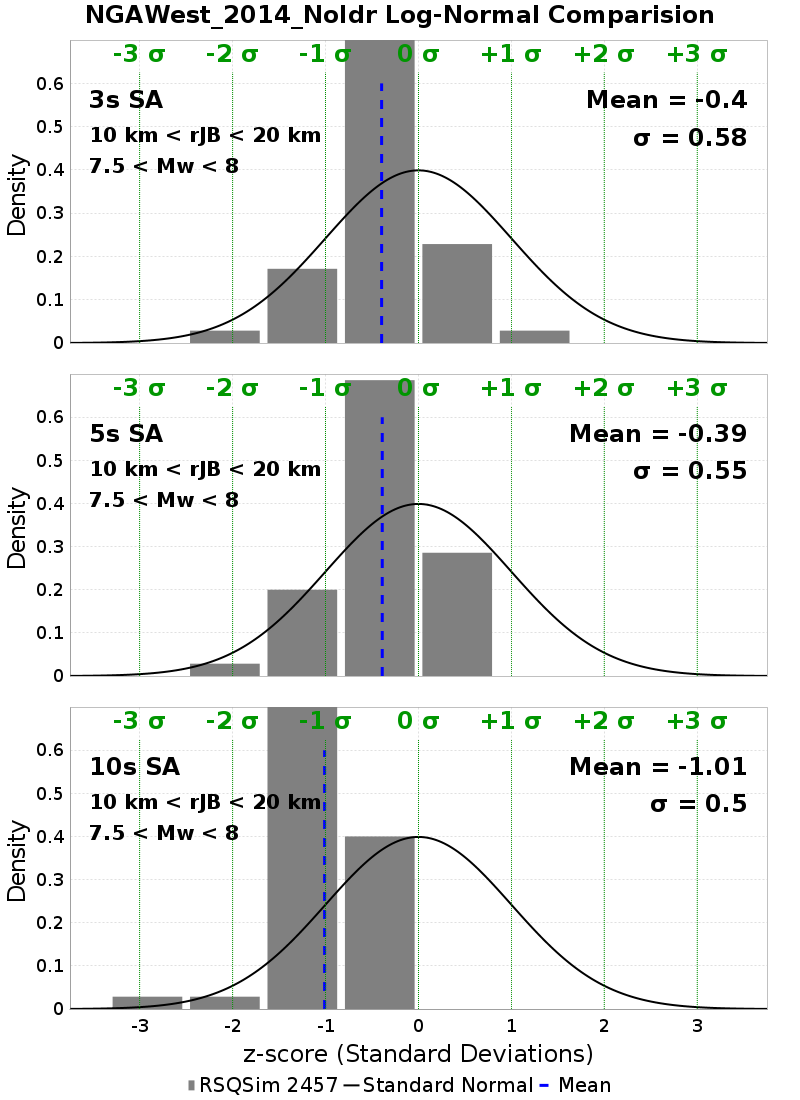 NGAWest_2014_NoIdr Log-Normal Comparision
-3 σ -2 σ -1 σ 0 σ +1 σ +2 σ +3 σ
3s SA
Mean = -0.4
10 km < rJB < 20 km
σ = 0.58
7.5 < Mw < 8
Density
0.6
0.5
0.4
0.3
0.2
0.1
0
-3 σ -2 σ -1 σ 0 σ +1 σ +2 σ +3 σ
5s SA
Mean = -0.39
10 km < rJB < 20 km
σ = 0.55
7.5 < Mw < 8
Density
0.6
0.5
0.4
0.3
0.2
0.1
0
-3 σ -2 σ -1 σ 0 σ +1 σ +2 σ +3 σ
10s SA
Mean = -1.01
10 km < rJB < 20 km
σ = 0.5
7.5 < Mw < 8
Density
0.6
0.5
0.4
0.3
0.2
0.1
0
-3 -2 -1 0 1 2 3
z-score (Standard Deviations)
RSQSim 2457 Standard Normal Mean